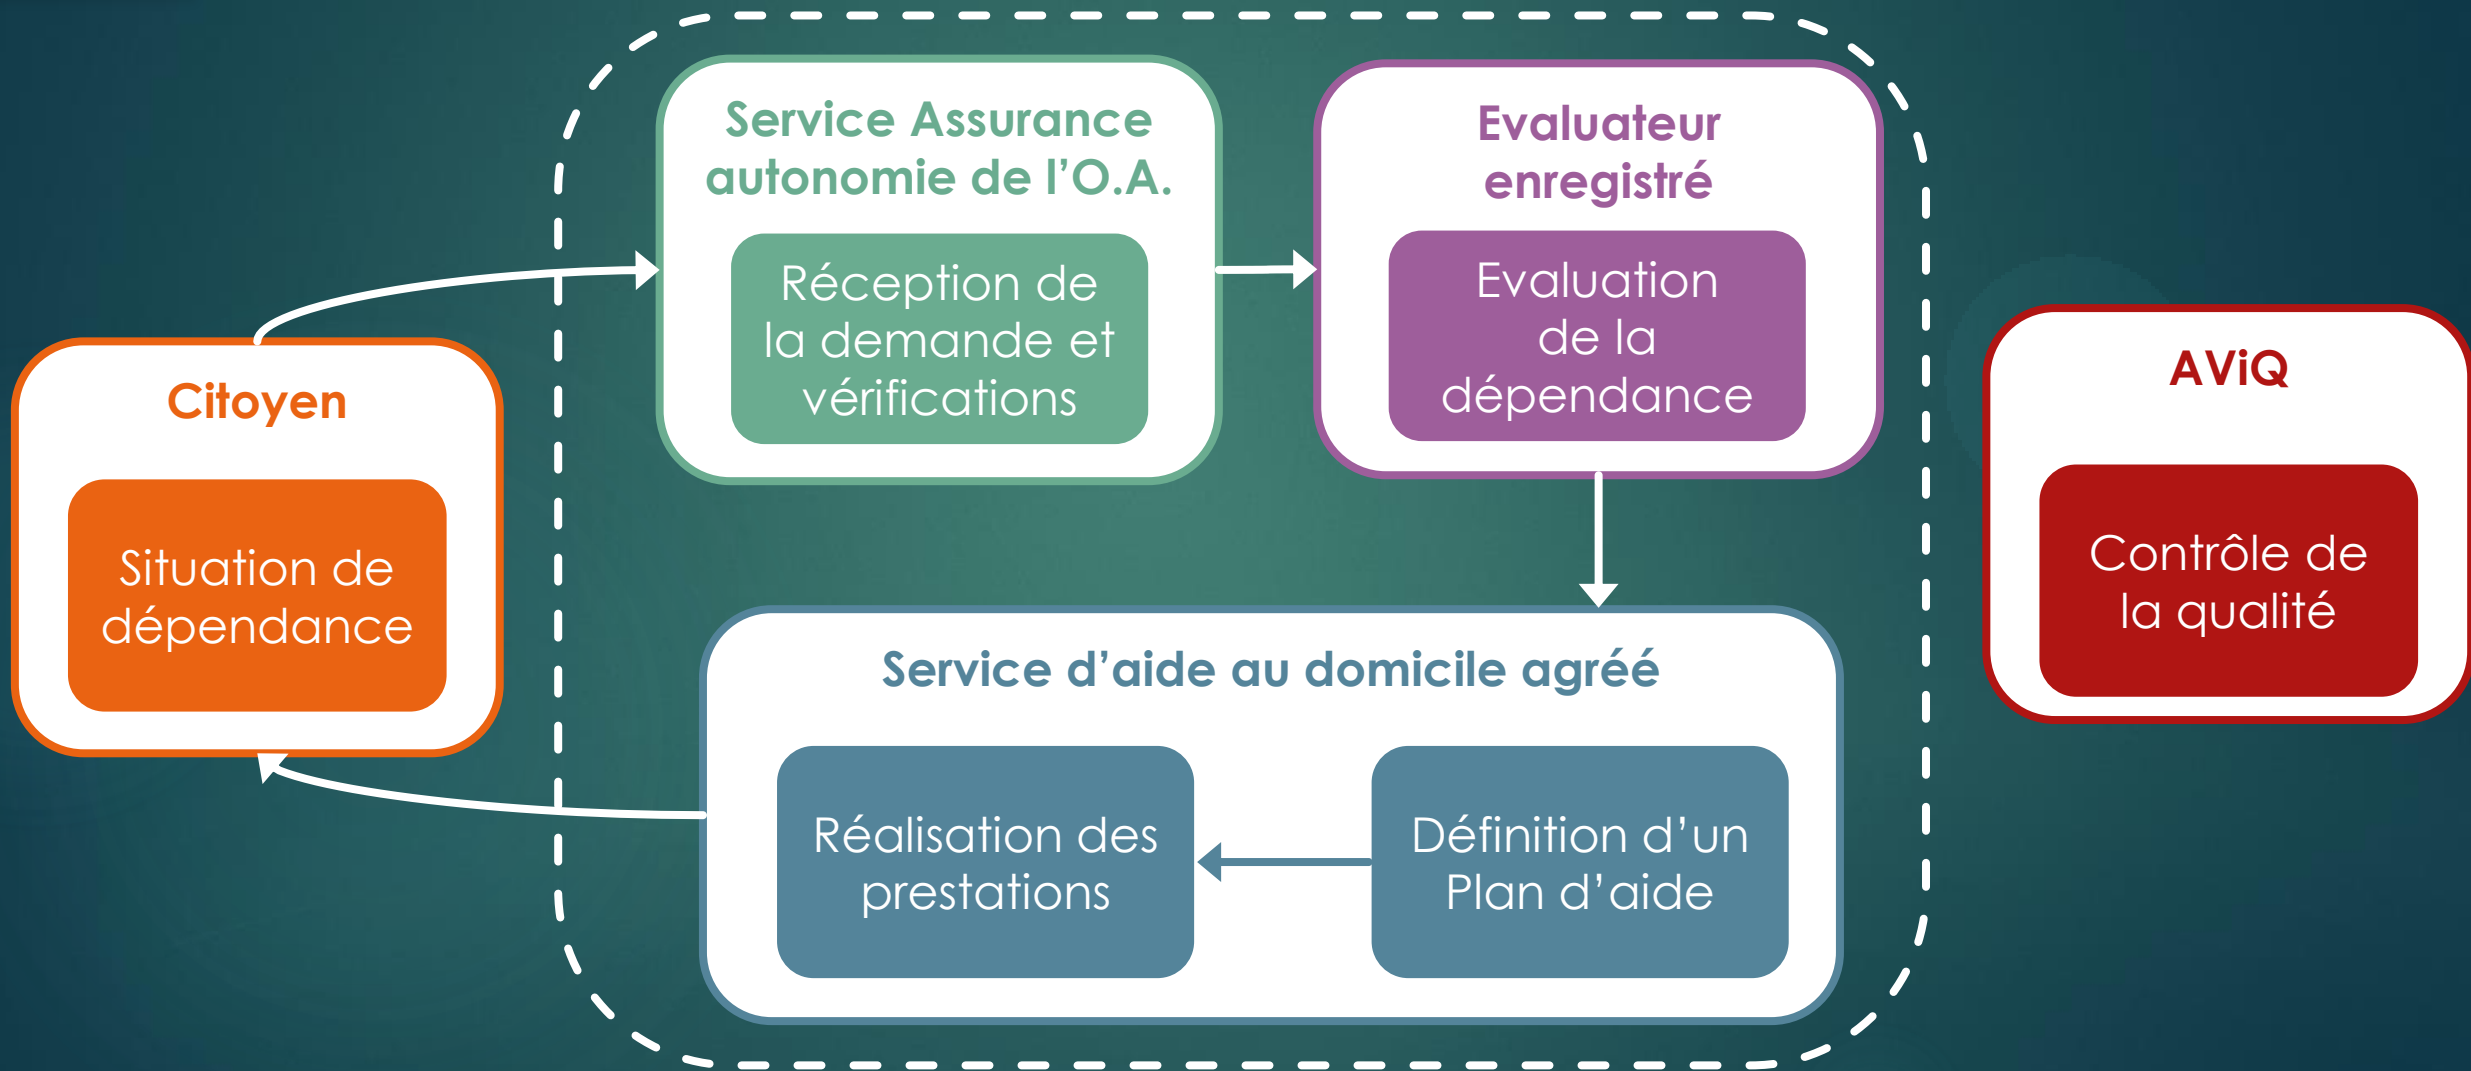 Citoyen
Situation de
dépendance
Service Assurance
autonomie de l’O.A.
Réception de
la demande et
vérifications
Evaluateur
enregistré
Evaluation
de la
dépendance
Service d’aide au domicile agréé
Réalisation des
prestations
Définition d’un
Plan d’aide
AViQ
Contrôle de
la qualité